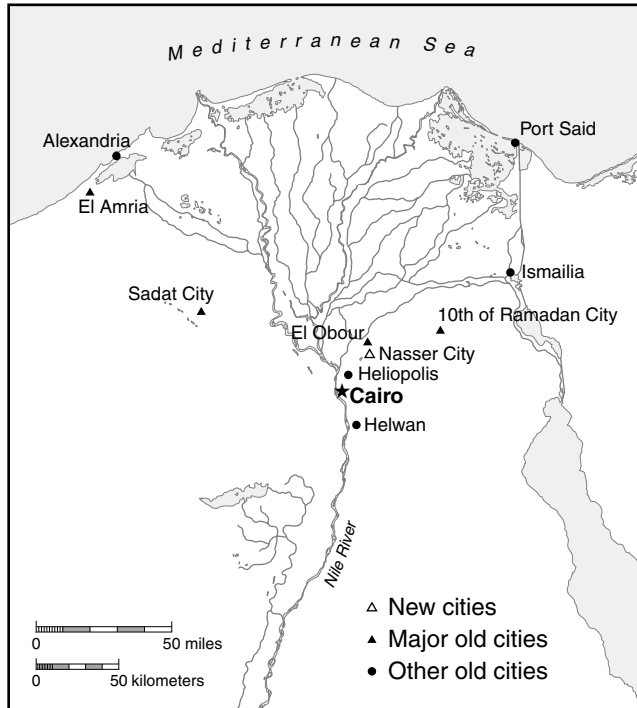 Mediterranean Sea
Port Said
Alexandria
El Amria
Ismailia
Sadat City
10th of Ramadan City
El Obour
Nasser City
Heliopolis
Cairo
Helwan
Nile River
New cities
Major old cities
Other old cities
0 50 miles
0 50 kilometers